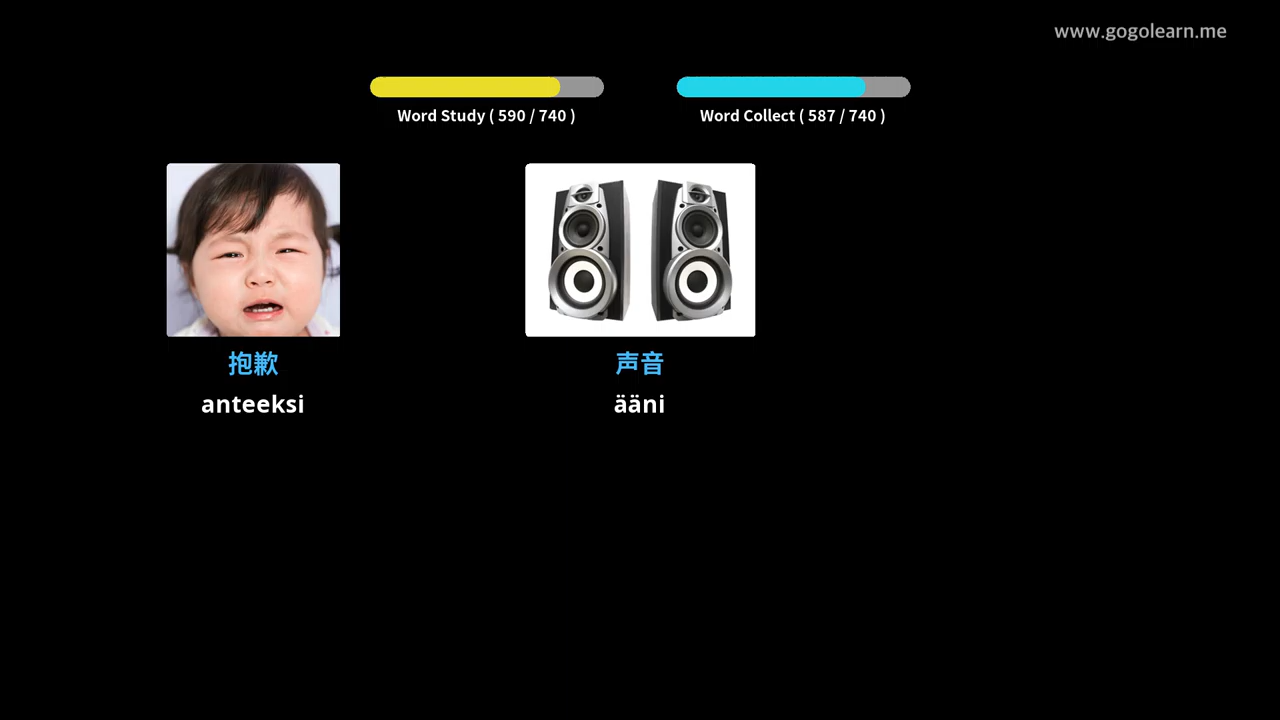 www.gogolearn.me
Word Study ( 590 / 740 )
Word Collect ( 587 / 740 )
抱歉
anteeksi
声音
ääni